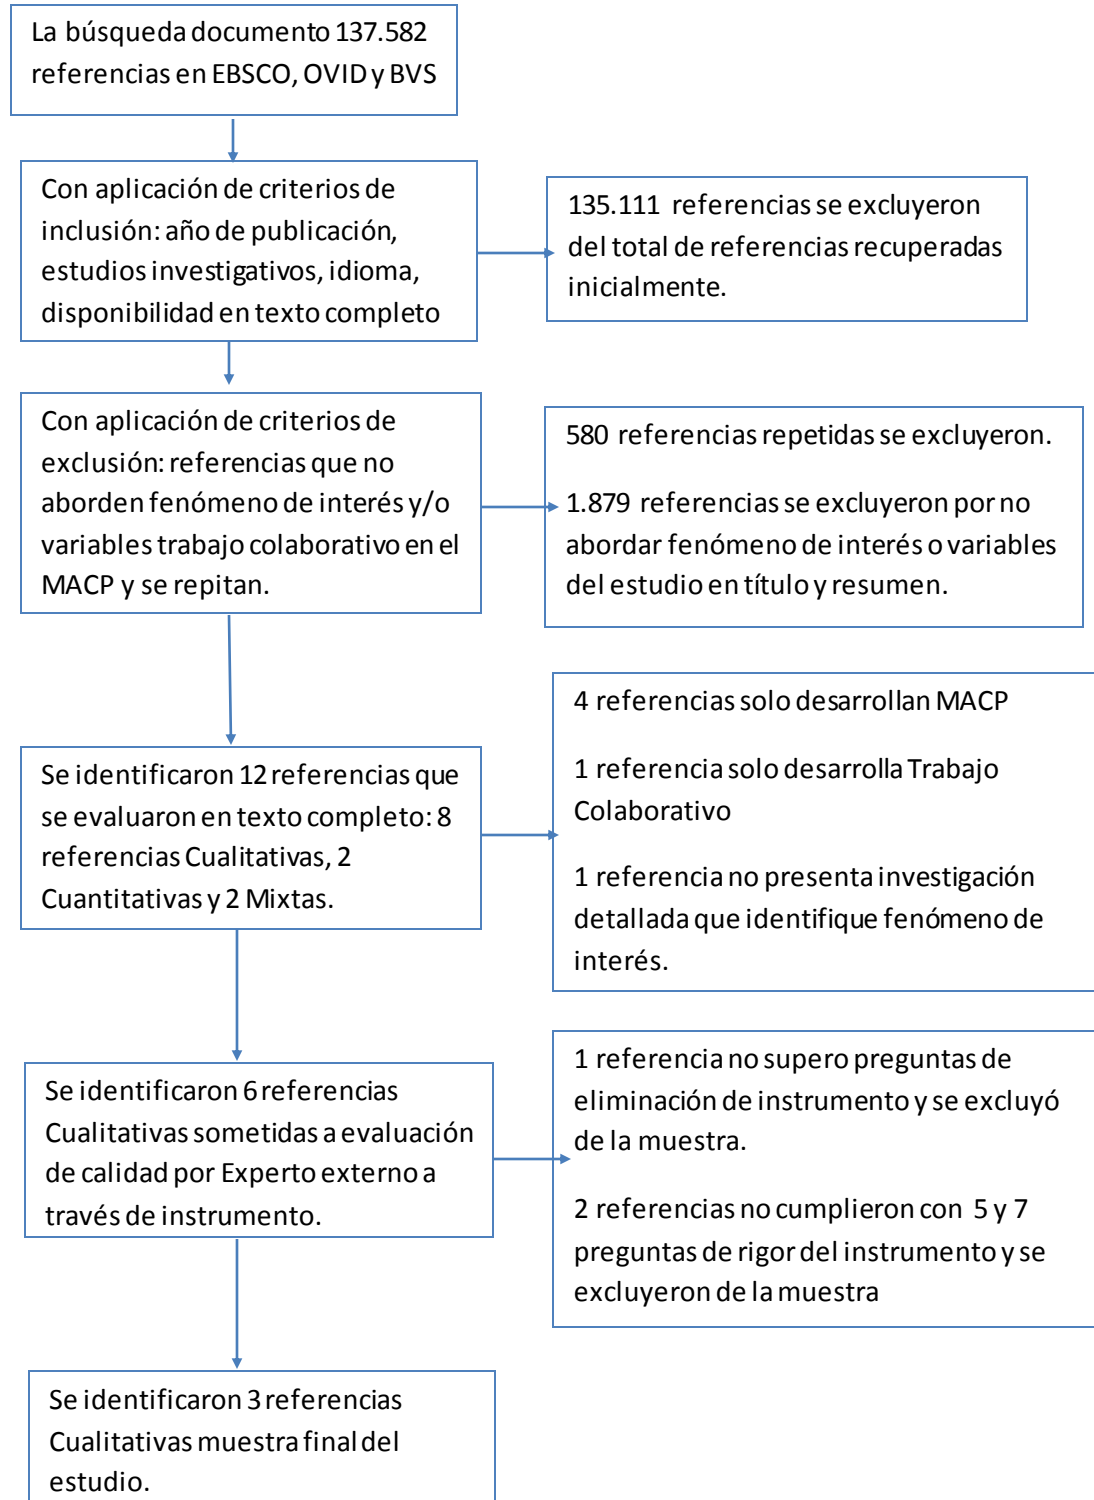 La búsqueda documento 137.582
referencias en EBSCO, OVID y BVS
Con aplicación de criterios de
inclusión: año de publicación,
estudios investigativos, idioma,
disponibilidad en texto completo
135.111 referencias se excluyeron
del total de referencias recuperadas
inicialmente.
Con aplicación de criterios de
exclusión: referencias que no
aborden fenómeno de interés y/o
variables trabajo colaborativo en el
MACP y se repitan.
580 referencias repetidas se excluyeron.
1.879 referencias se excluyeron por no
abordar fenómeno de interés o variables
del estudio en título y resumen.
Se identificaron 12 referencias que
se evaluaron en texto completo: 8
referencias Cualitativas, 2
Cuantitativas y 2 Mixtas.
4 referencias solo desarrollan MACP
1 referencia solo desarrolla Trabajo
Colaborativo
1 referencia no presenta investigación
detallada que identifique fenómeno de
interés.
Se identificaron 6 referencias
Cualitativas sometidas a evaluación
de calidad por Experto externo a
través de instrumento.
1 referencia no supero preguntas de
eliminación de instrumento y se excluyó
de la muestra.
2 referencias no cumplieron con 5 y 7
preguntas de rigor del instrumento y se
excluyeron de la muestra
Se identificaron 3 referencias
Cualitativas muestra final del
estudio.